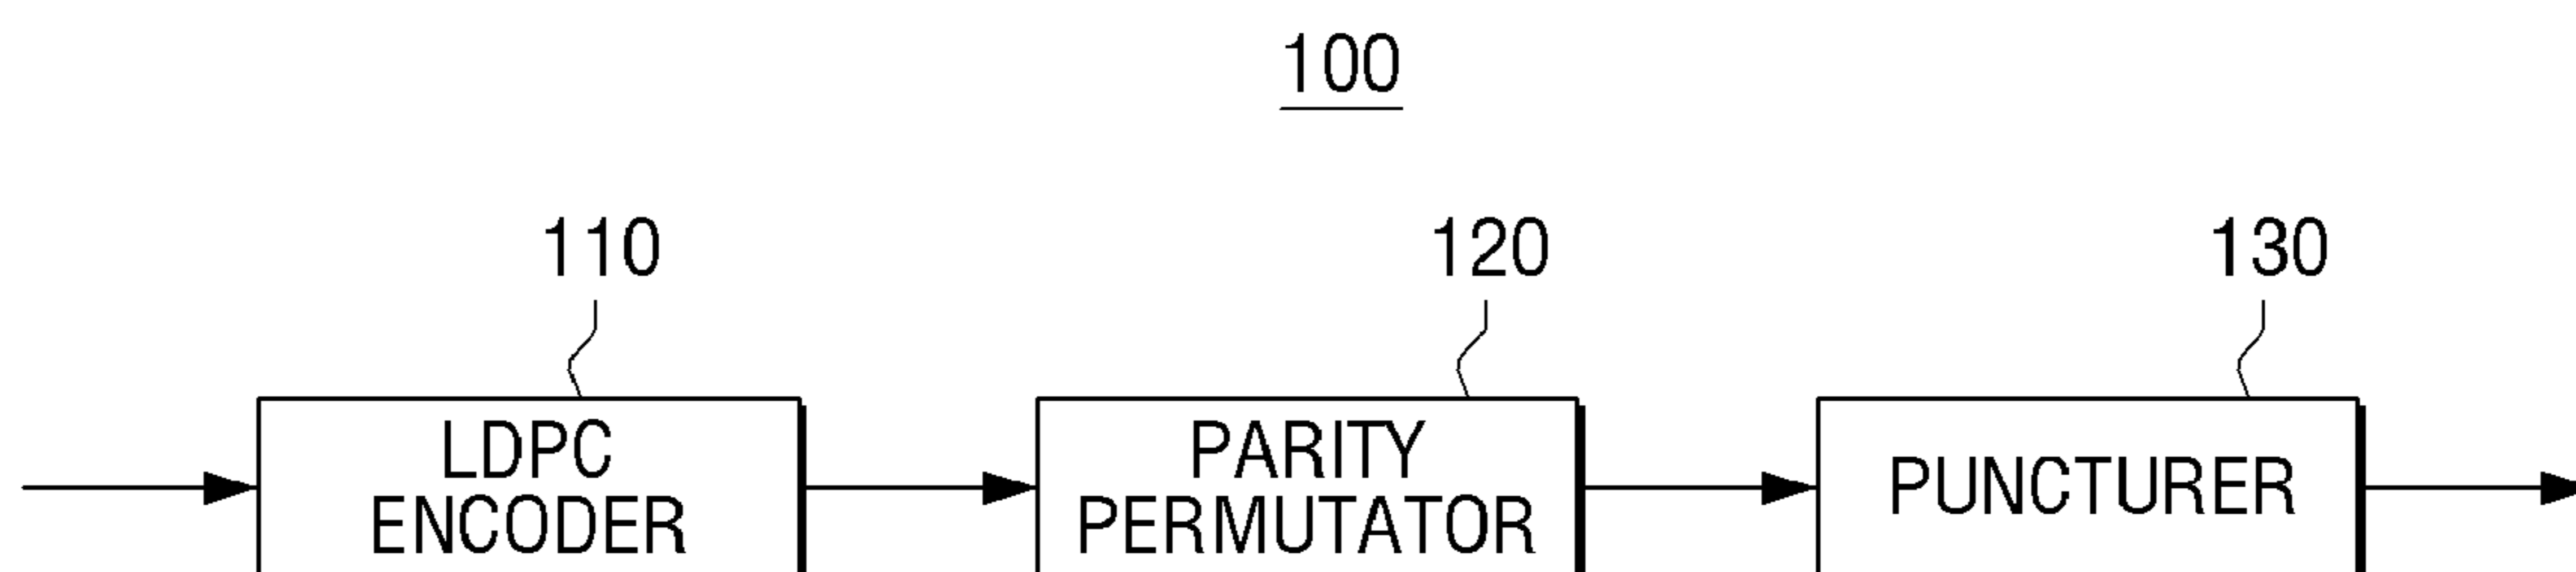 100
110
120
130
LDPC
ENCODER
PARITY
PERMUTATOR
PUNCTURER